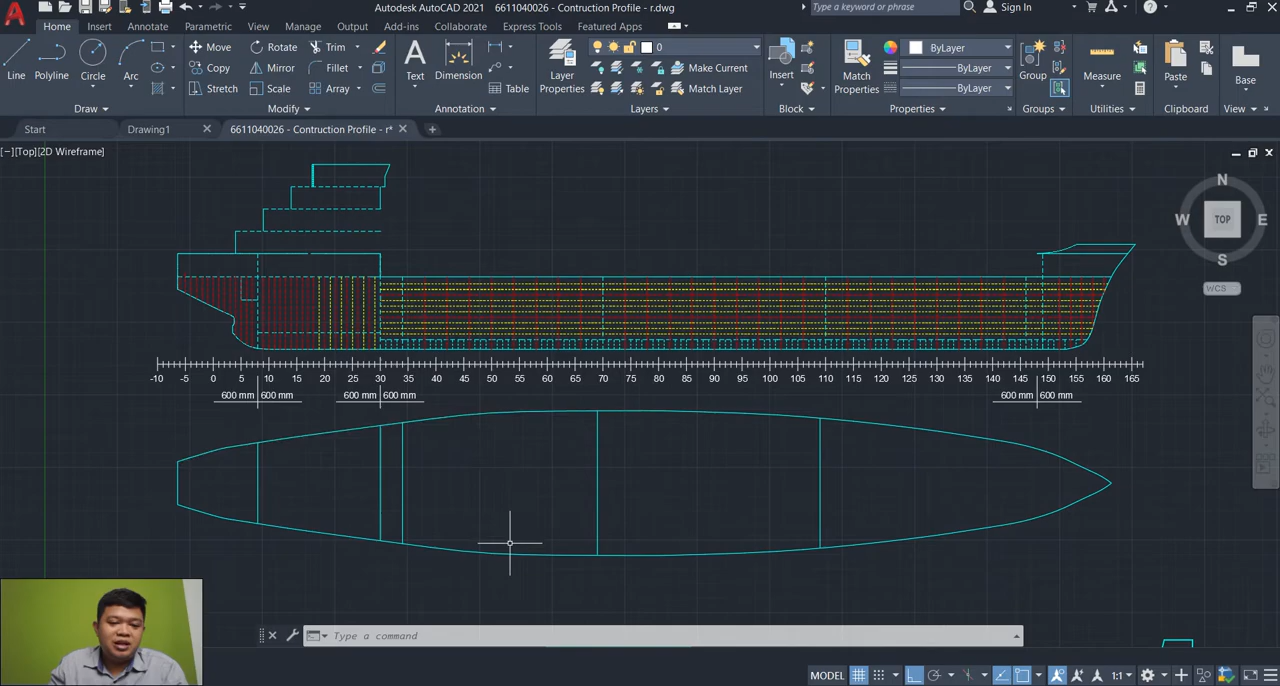 Autodesk AutoCAD 2021 6611040026 - Contruction Profile - r.dwg
Type a keyword or phrase
Sign In
Home Insert Annotate Parametric View Manage Output Add-ins Collaborate Express Tools Featured Apps
Line Polyline Circle Arc
Move Rotate Trim
Copy Mirror Fillet
Stretch Scale Array
Text Dimension
Table
Layer Properties
0
Make Current
Match Layer
Insert
Match Properties
ByLayer
ByLayer
ByLayer
Group
Measure
Paste
Base
Draw Modify Annotation Layers Block Properties Groups Utilities Clipboard View
Start Drawing1 6611040026 - Contruction Profile - r*
[−][Top][2D Wireframe]
N
W TOP E
S
WCS
-10 -5 0 5 10 15 20 25 30 35 40 45 50 55 60 65 70 75 80 85 90 95 100 105 110 115 120 125 130 135 140 145 150 155 160 165
600 mm 600 mm 600 mm 600 mm 600 mm 600 mm
Type a command
MODEL 1:1